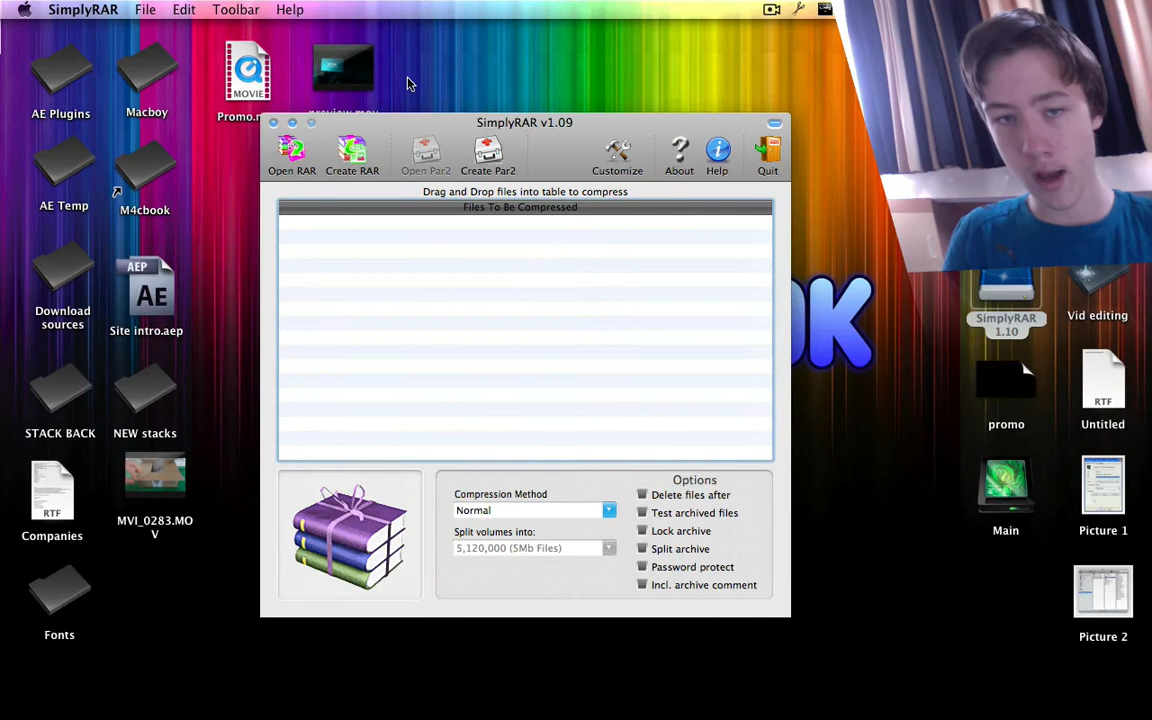 SimplyRAR File Edit Toolbar Help
AE Plugins
Macboy
MOVIE
Promo.m
SimplyRAR v1.09
Open RAR Create RAR Open Par2 Create Par2 Customize About Help Quit
Drag and Drop files into table to compress
Files To Be Compressed
AE Temp
M4cbook
Download
sources
AEP
AE
Site intro.aep
OK
SimplyRAR
1.10
Vid editing
STACK BACK
NEW stacks
promo
RTF
Untitled
RTF
Companies
MVI_0283.MO
V
Compression Method
Normal
Split volumes into:
5,120,000 (5Mb Files)
Options
Delete files after
Test archived files
Lock archive
Split archive
Password protect
Incl. archive comment
Main
Picture 1
Fonts
Picture 2